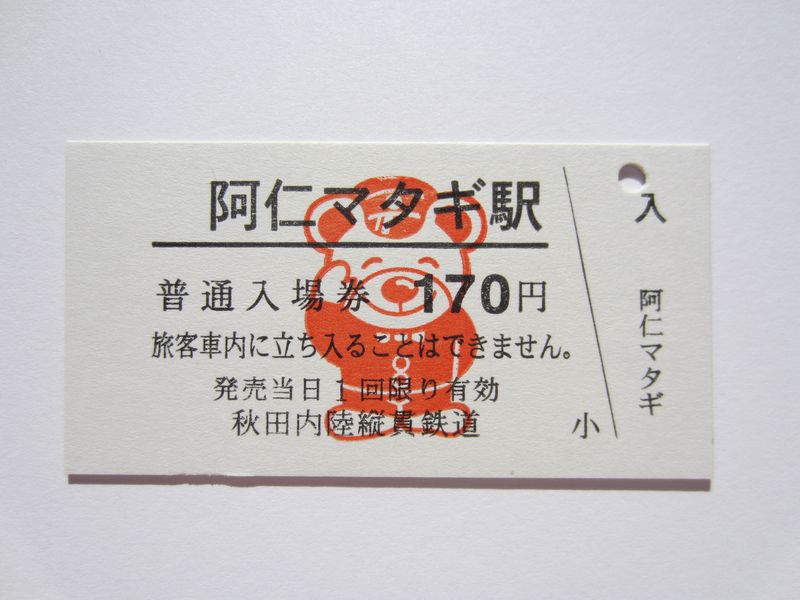 阿仁マタギ駅
普通入場券 170円
旅客車内に立ち入ることはできません。
発売当日1回限り有効
秋田内陸縦貫鉄道
小
入
阿仁マタギ